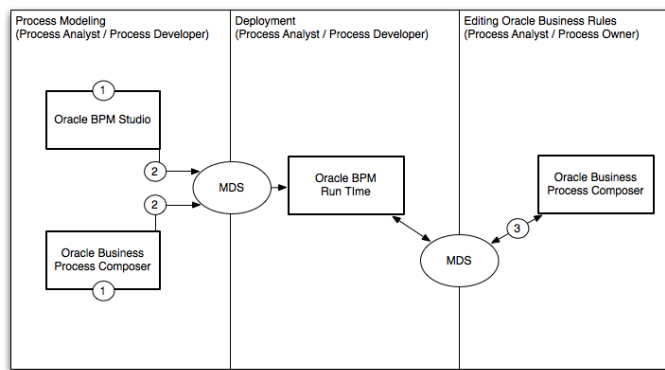 Process Modeling
(Process Analyst / Process Developer)
Deployment
(Process Analyst / Process Developer)
Editing Oracle Business Rules
(Process Analyst / Process Owner)
1
Oracle BPM Studio
2
2
MDS
Oracle Business
Process Composer
1
Oracle BPM
Run TIme
MDS
3
Oracle Business
Process Composer